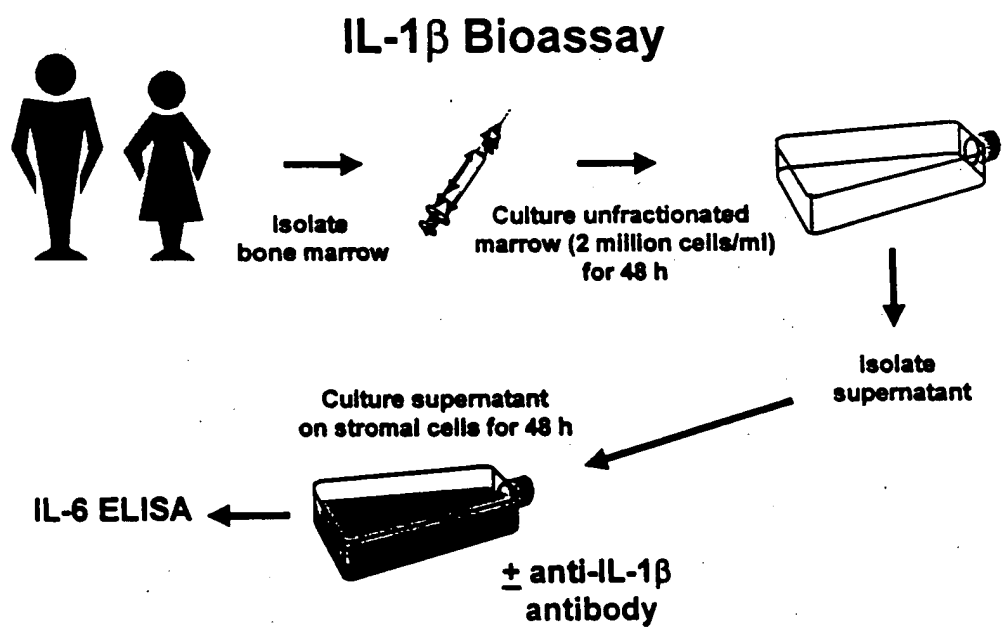 IL-1β Bioassay
Isolate
bone marrow
Culture unfractionated
marrow (2 million cells/ml)
for 48 h
Isolate
supernatant
Culture supernatant
on stromal cells for 48 h
IL-6 ELISA
± anti-IL-1β
antibody